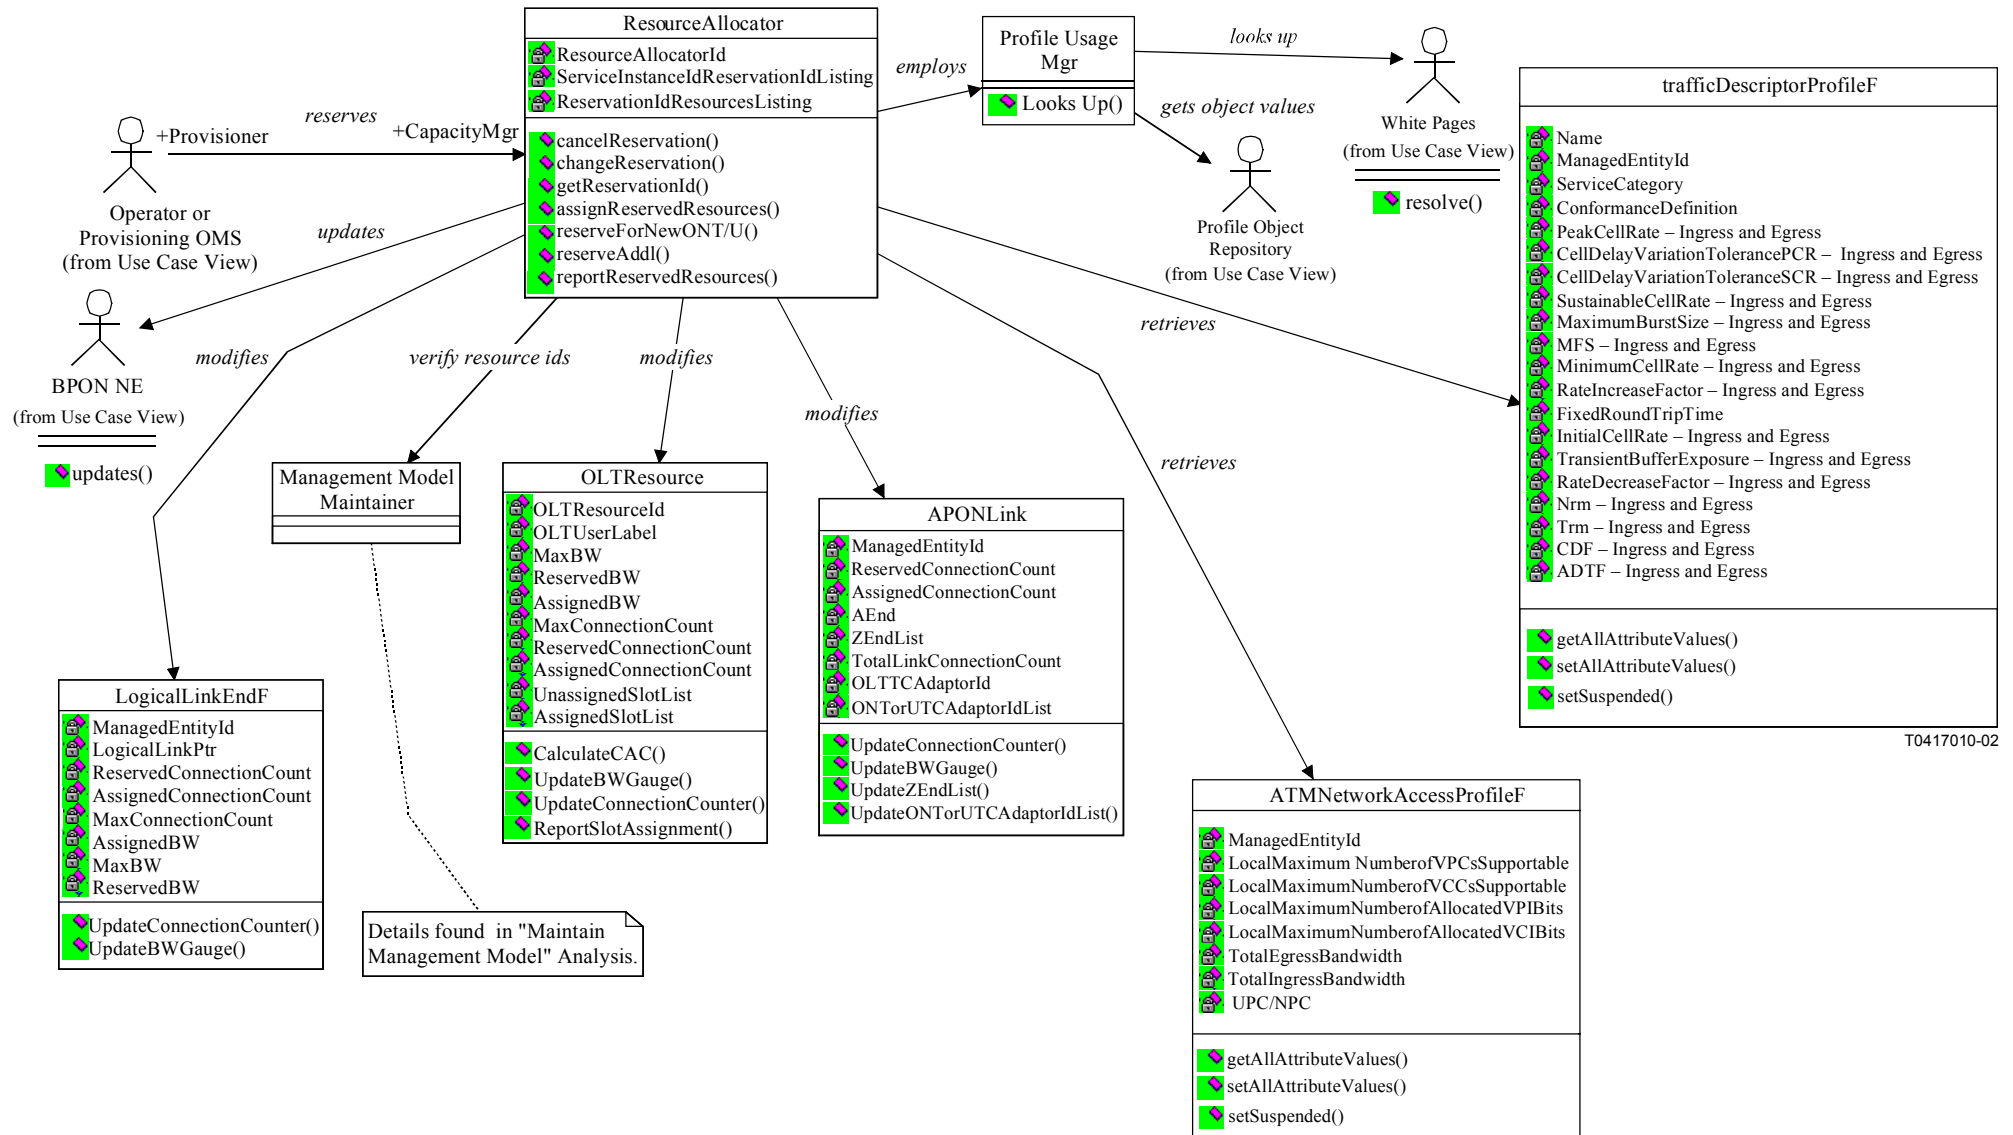 ResourceAllocator
ResourceAllocatorId
ServiceInstanceIdReservationIdListing
ReservationIdResourcesListing
cancelReservation()
changeReservation()
getReservationId()
assignReservedResources()
reserveForNewONT/U()
reserveAddl()
reportReservedResources()
employs
Profile Usage
Mgr
Looks Up()
looks up
gets object values
White Pages
(from Use Case View)
resolve()
Profile Object
Repository
(from Use Case View)
+Provisioner
reserves
+CapacityMgr
Operator or
Provisioning OMS
(from Use Case View)
updates
BPON NE
(from Use Case View)
updates()
modifies
verify resource ids
modifies
modifies
retrieves
retrieves
trafficDescriptorProfileF
Name
ManagedEntityId
ServiceCategory
ConformanceDefinition
PeakCellRate – Ingress and Egress
CellDelayVariationTolerancePCR – Ingress and Egress
CellDelayVariationToleranceSCR – Ingress and Egress
SustainableCellRate – Ingress and Egress
MaximumBurstSize – Ingress and Egress
MFS – Ingress and Egress
MinimumCellRate – Ingress and Egress
RateIncreaseFactor – Ingress and Egress
FixedRoundTripTime
InitialCellRate – Ingress and Egress
TransientBufferExposure – Ingress and Egress
RateDecreaseFactor – Ingress and Egress
Nrm – Ingress and Egress
Trm – Ingress and Egress
CDF – Ingress and Egress
ADTF – Ingress and Egress
getAllAttributeValues()
setAllAttributeValues()
setSuspended()
T0417010-02
Management Model
Maintainer
OLTResource
OLTResourceId
OLTUserLabel
MaxBW
ReservedBW
AssignedBW
MaxConnectionCount
ReservedConnectionCount
AssignedConnectionCount
UnassignedSlotList
AssignedSlotList
CalculateCAC()
UpdateBWGauge()
UpdateConnectionCounter()
ReportSlotAssignment()
APONLink
ManagedEntityId
ReservedConnectionCount
AssignedConnectionCount
AEnd
ZEndList
TotalLinkConnectionCount
OLTTCAdaptorId
ONTorUTCAdaptorIdList
UpdateConnectionCounter()
UpdateBWGauge()
UpdateZEndList()
UpdateONTorUTCAdaptorIdList()
LogicalLinkEndF
ManagedEntityId
LogicalLinkPtr
ReservedConnectionCount
AssignedConnectionCount
MaxConnectionCount
AssignedBW
MaxBW
ReservedBW
UpdateConnectionCounter()
UpdateBWGauge()
Details found in "Maintain
Management Model" Analysis.
ATMNetworkAccessProfileF
ManagedEntityId
LocalMaximum NumberofVPCsSupportable
LocalMaximumNumberofVCCsSupportable
LocalMaximumNumberofAllocatedVPIBits
LocalMaximumNumberofAllocatedVCIBits
TotalEgressBandwidth
TotalIngressBandwidth
UPC/NPC
getAllAttributeValues()
setAllAttributeValues()
setSuspended()